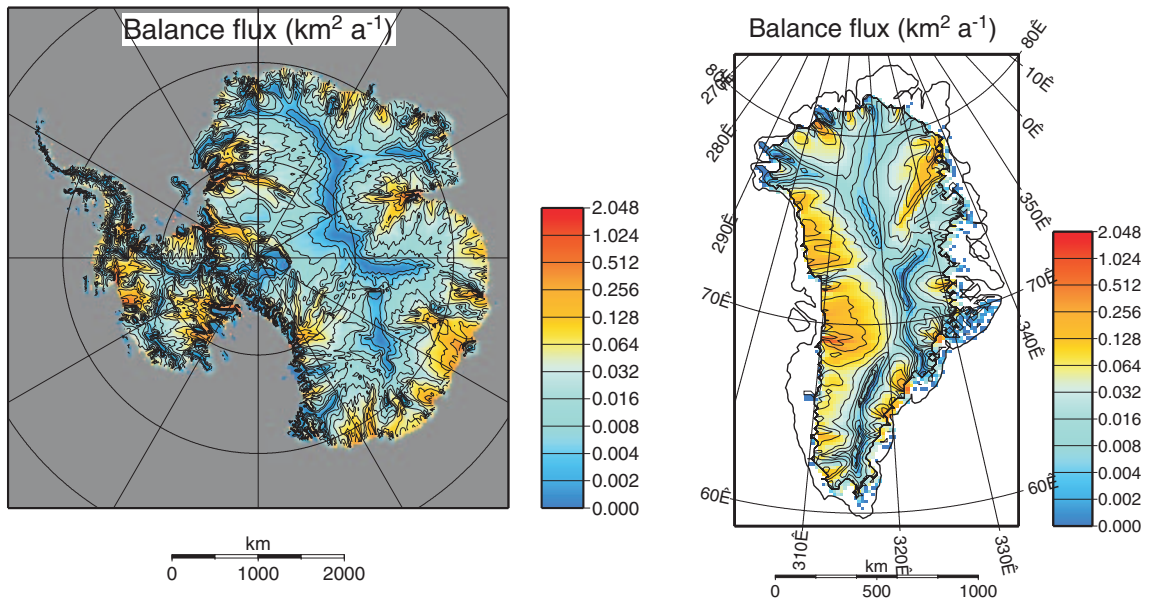 Balance flux (km² a⁻¹)
2.048
1.024
0.512
0.256
0.128
0.064
0.032
0.016
0.008
0.004
0.002
0.000
km
0 1000 2000
Balance flux (km² a⁻¹)
80Ê
10Ê
0Ê
350Ê
70Ê
340Ê
60Ê
330Ê
320Ê
310Ê
60Ê
70Ê
290Ê
280Ê
270Ê
2.048
1.024
0.512
0.256
0.128
0.064
0.032
0.016
0.008
0.004
0.002
0.000
km
0 500 1000